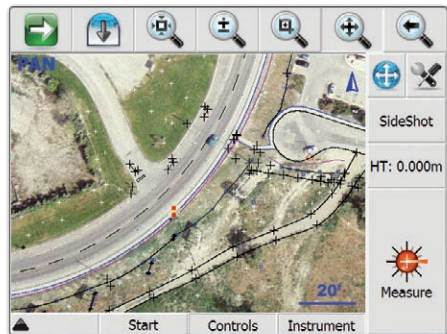 PAN
SideShot
HT: 0.000m
20'
Measure
Start Controls Instrument